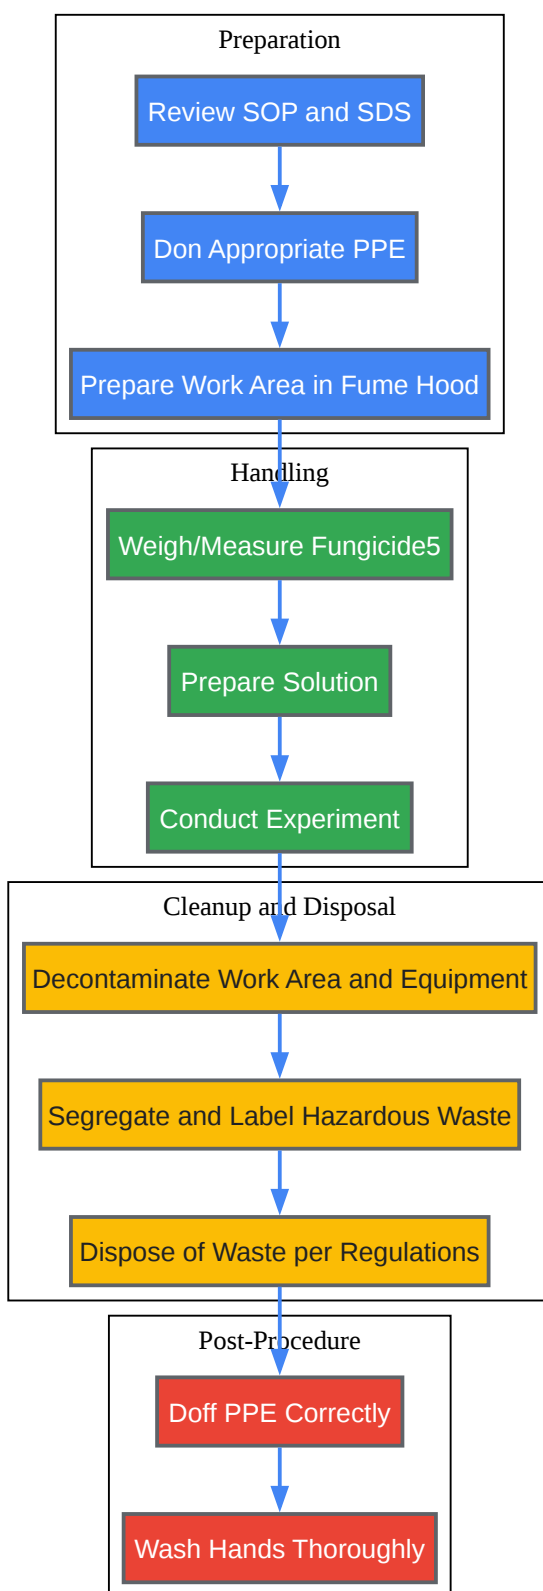 Preparation
Review SOP and SDS
Don Appropriate PPE
Prepare Work Area in Fume Hood
Handling
Weigh/Measure Fungicide5
Prepare Solution
Conduct Experiment
Cleanup and Disposal
Decontaminate Work Area and Equipment
Segregate and Label Hazardous Waste
Dispose of Waste per Regulations
Post-Procedure
Doff PPE Correctly
Wash Hands Thoroughly